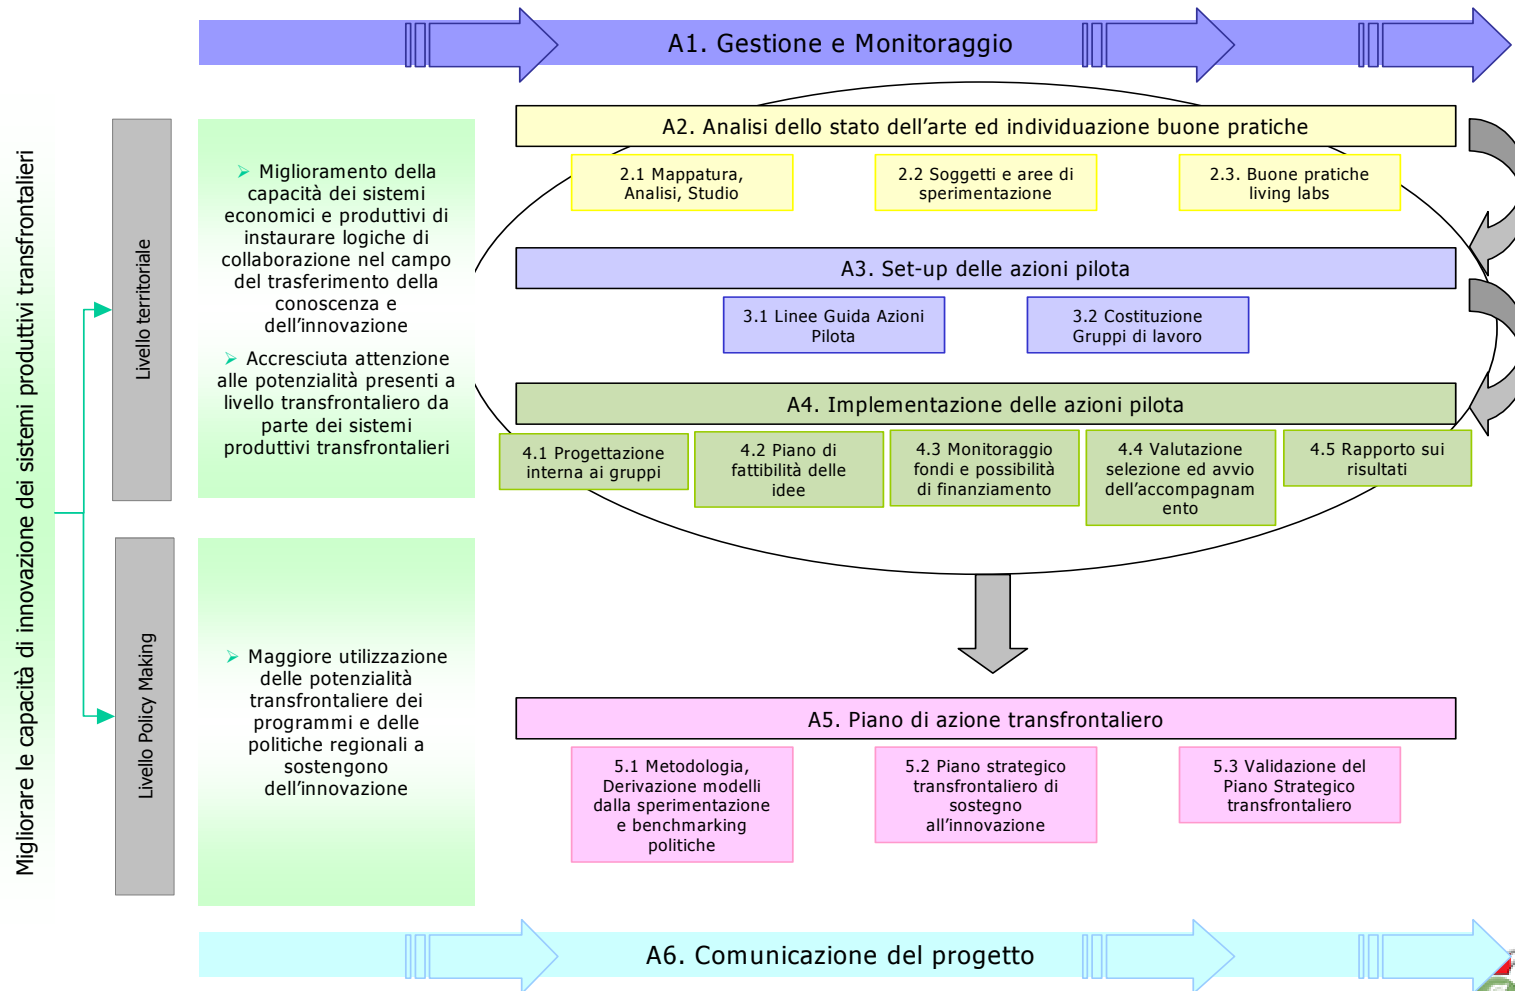 A1. Gestione e Monitoraggio
Migliorare le capacità di innovazione dei sistemi produttivi transfrontalieri
Livello territoriale
➢ Miglioramento della
capacità dei sistemi
economici e produttivi di
instaurare logiche di
collaborazione nel campo
del trasferimento della
conoscenza e
dell’innovazione
➢ Accresciuta attenzione
alle potenzialità presenti a
livello transfrontaliero da
parte dei sistemi
produttivi transfrontalieri
A2. Analisi dello stato dell’arte ed individuazione buone pratiche
2.1 Mappatura,
Analisi, Studio
2.2 Soggetti e aree di
sperimentazione
2.3. Buone pratiche
living labs
A3. Set-up delle azioni pilota
3.1 Linee Guida Azioni
Pilota
3.2 Costituzione
Gruppi di lavoro
A4. Implementazione delle azioni pilota
4.1 Progettazione
interna ai gruppi
4.2 Piano di
fattibilità delle
idee
4.3 Monitoraggio
fondi e possibilità
di finanziamento
4.4 Valutazione
selezione ed avvio
dell’accompagnam
ento
4.5 Rapporto sui
risultati
Livello Policy Making
➢ Maggiore utilizzazione
delle potenzialità
transfrontaliere dei
programmi e delle
politiche regionali a
sostengono
dell’innovazione
A5. Piano di azione transfrontaliero
5.1 Metodologia,
Derivazione modelli
dalla sperimentazione
e benchmarking
politiche
5.2 Piano strategico
transfrontaliero di
sostegno
all’innovazione
5.3 Validazione del
Piano Strategico
transfrontaliero
A6. Comunicazione del progetto